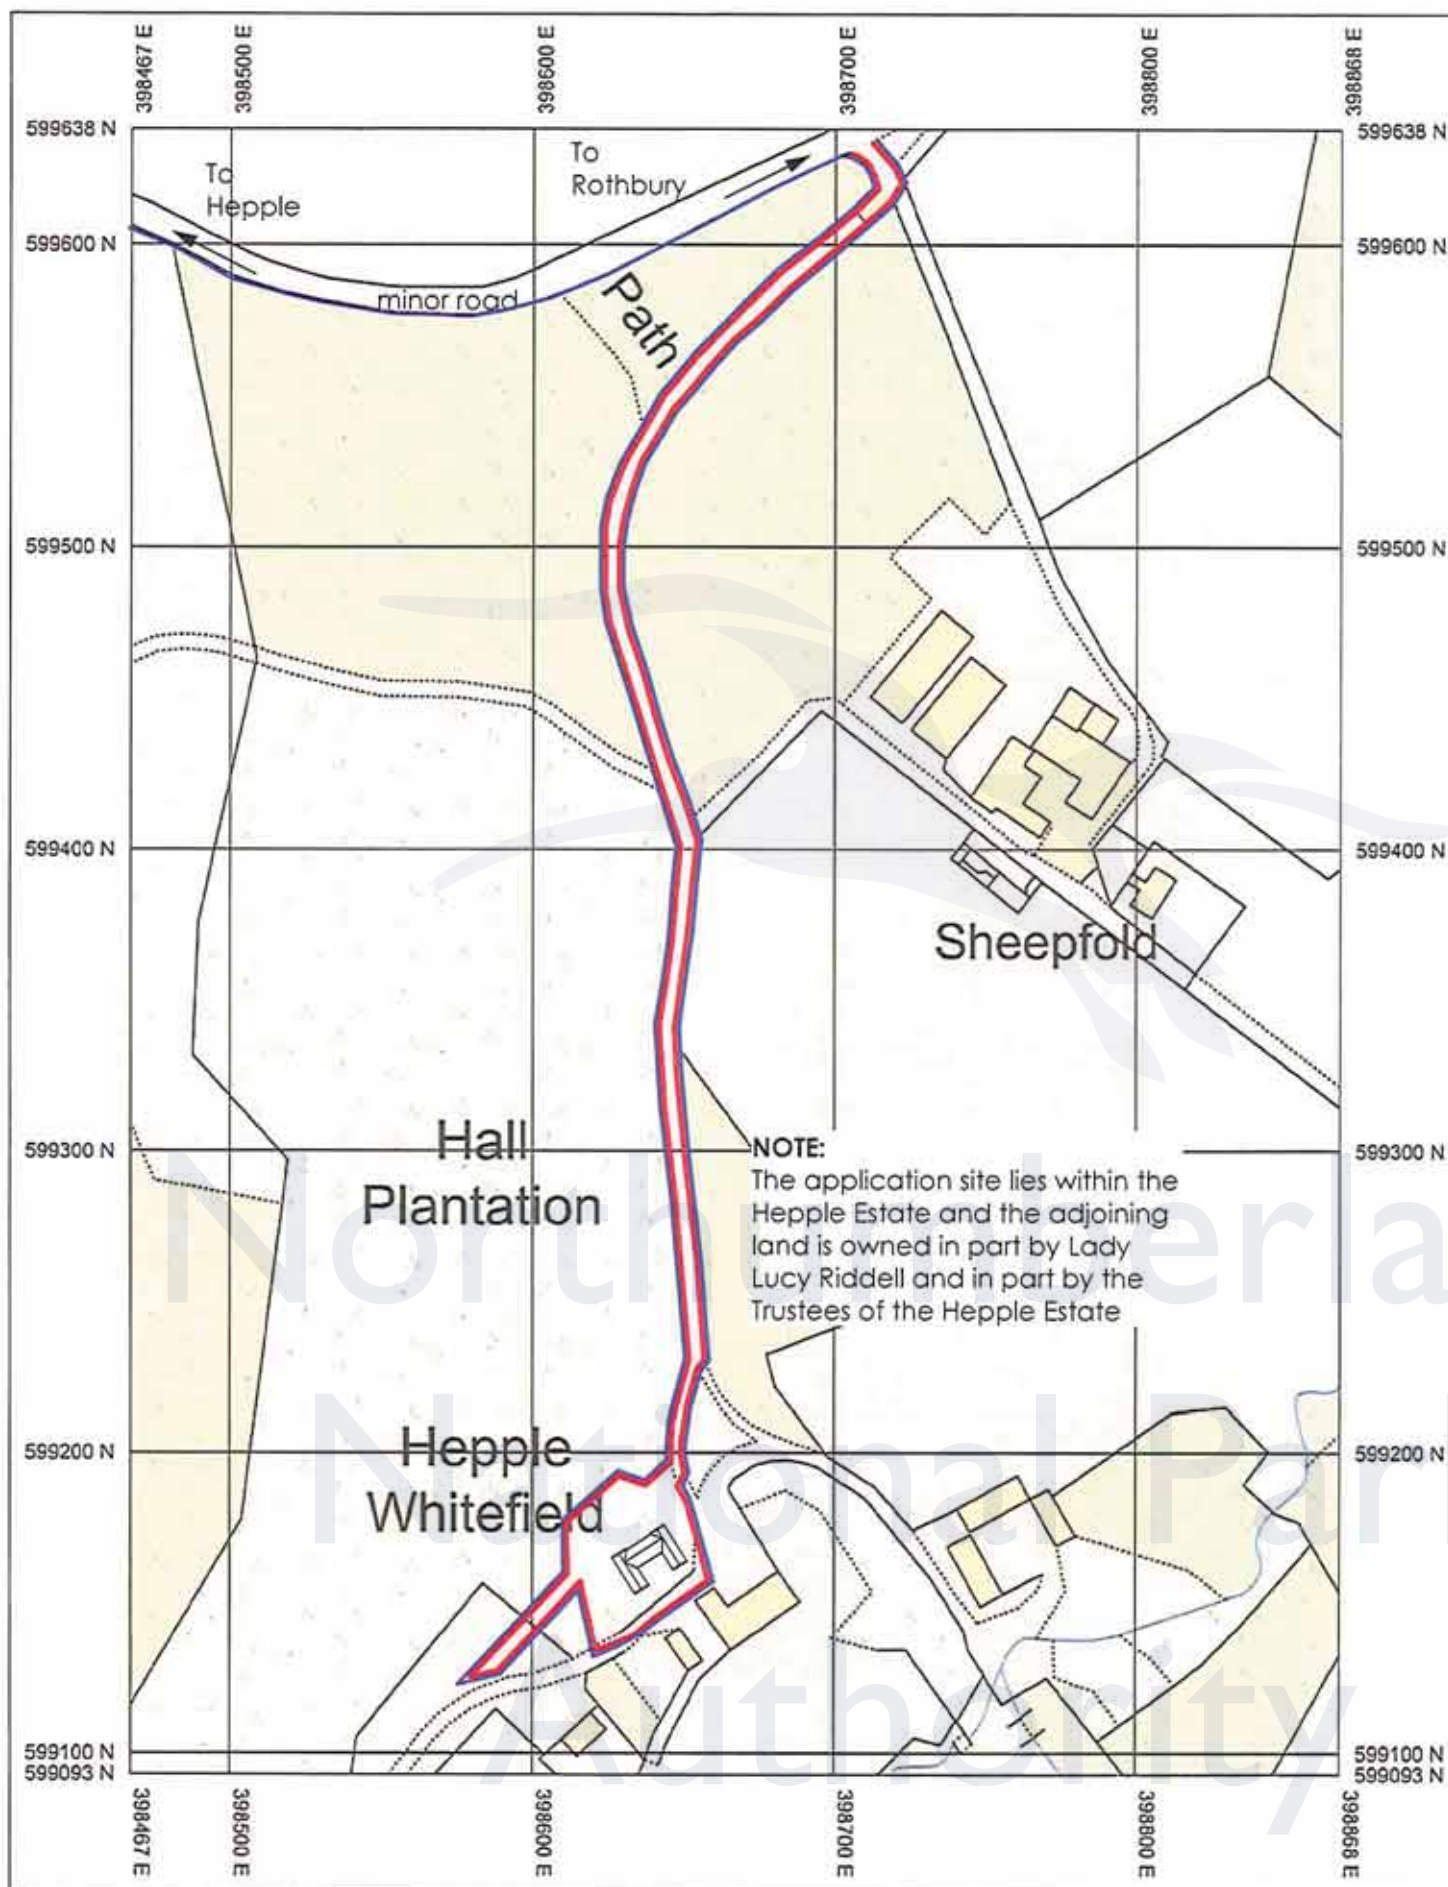 398467 E
398500 E
398600 E
398700 E
398800 E
398868 E
599638 N
599638 N
To
Hepple
To
Rothbury
599600 N
599600 N
minor road
Path
599500 N
599500 N
599400 N
599400 N
Sheepfold
Hall
Plantation
599300 N
599300 N
NOTE:
The application site lies within the
Hepple Estate and the adjoining
land is owned in part by Lady
Lucy Riddell and in part by the
Trustees of the Hepple Estate
Northumberla
National Par
Authority
Hepple
Whitefield
599200 N
599200 N
599100 N
599100 N
599093 N
599093 N
398467 E
398500 E
398600 E
398700 E
398800 E
398868 E